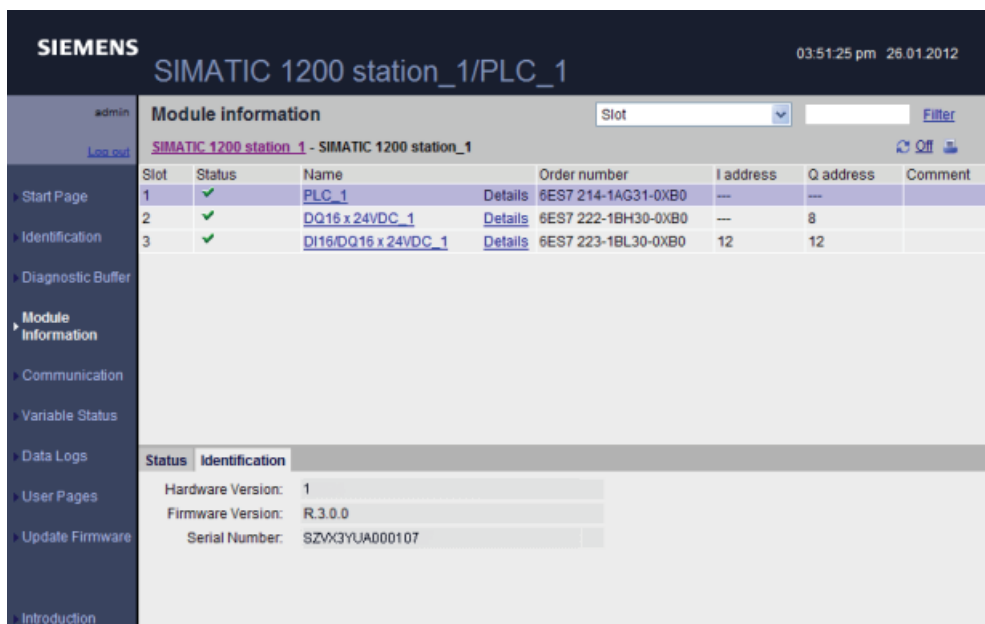 SIEMENS
SIMATIC 1200 station_1/PLC_1
03:51:25 pm 26.01.2012
admin
Log out
Start Page
Identification
Diagnostic Buffer
Module
Information
Communication
Variable Status
Data Logs
User Pages
Update Firmware
Introduction
Module information
Slot
Filter
SIMATIC 1200 station_1 - SIMATIC 1200 station_1
Off
Slot Status Name Order number I address Q address Comment
1 PLC_1 Details 6ES7 214-1AG31-0XB0 --- ---
2 DQ16 x 24VDC_1 Details 6ES7 222-1BH30-0XB0 --- 8
3 DI16/DQ16 x 24VDC_1 Details 6ES7 223-1BL30-0XB0 12 12
Status Identification
Hardware Version: 1
Firmware Version: R.3.0.0
Serial Number: SZVX3YUA000107